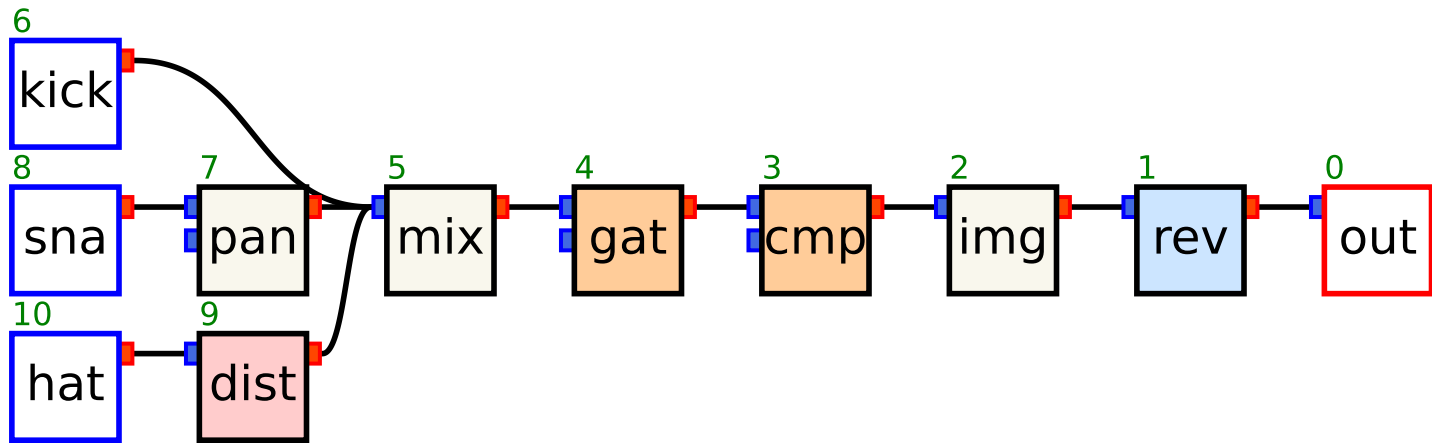 6
kick
8 7 5 4 3 2 1 0
sna pan mix gat cmp img rev out
10 9
hat dist